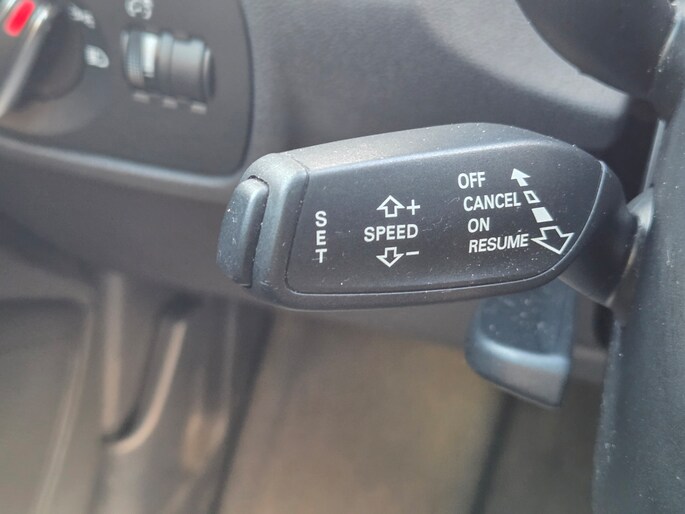 SET
+
SPEED
−
OFF
CANCEL
ON
RESUME